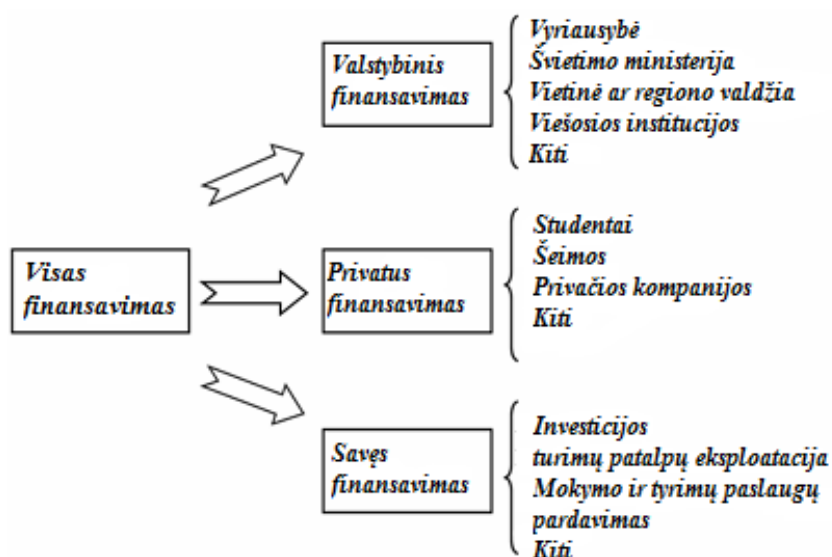 Visas
finansavimas
Valstybinis
finansavimas
Vyriausybė
Švietimo ministerija
Vietinė ar regiono valdžia
Viešosios institucijos
Kiti
Privatus
finansavimas
Studentai
Šeimos
Privačios kompanijos
Kiti
Savęs
finansavimas
Investicijos
turimų patalpų eksploatacija
Mokymo ir tyrimų paslaugų
pardavimas
Kiti